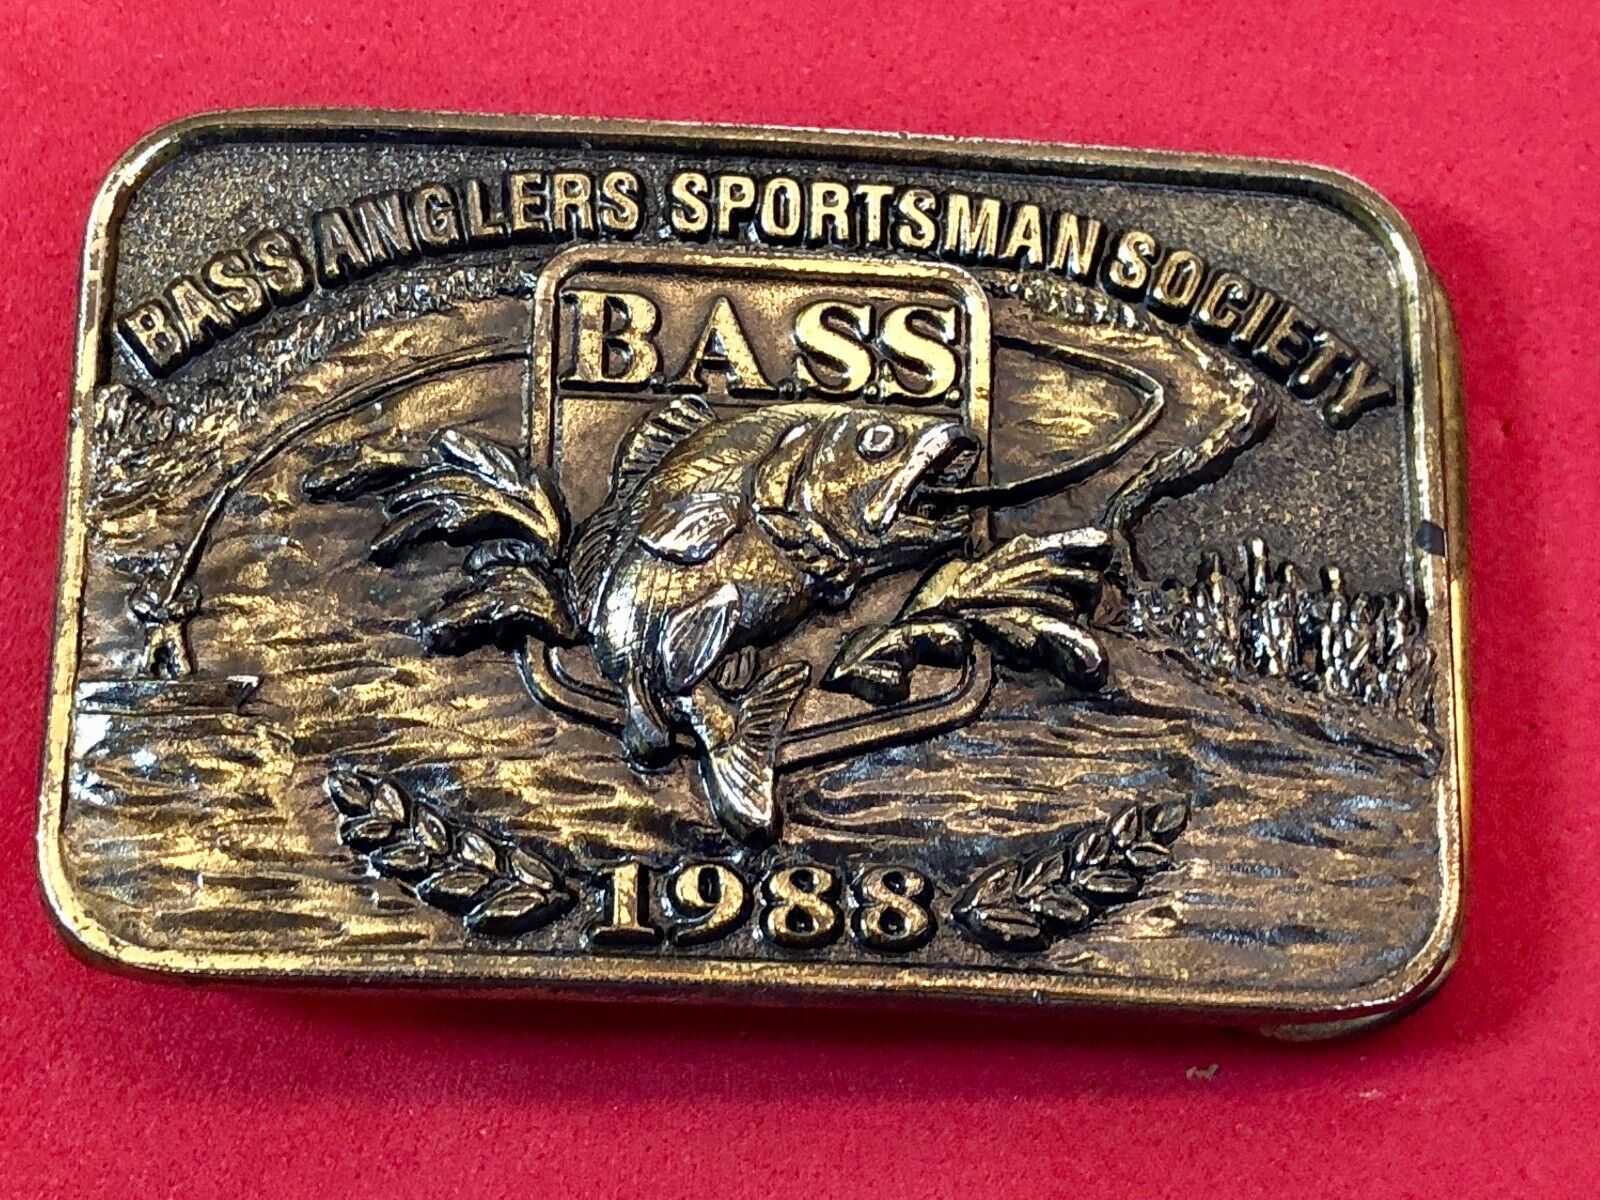 BASS ANGLERS SPORTSMAN SOCIETY
B.A.S.S.
1988